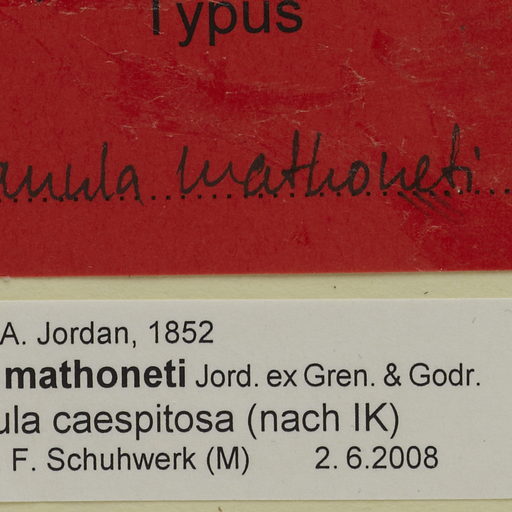 Typus
anula mathoneti
A. Jordan, 1852
mathoneti Jord. ex Gren. & Godr.
ula caespitosa (nach IK)
F. Schuhwerk (M) 2. 6.2008